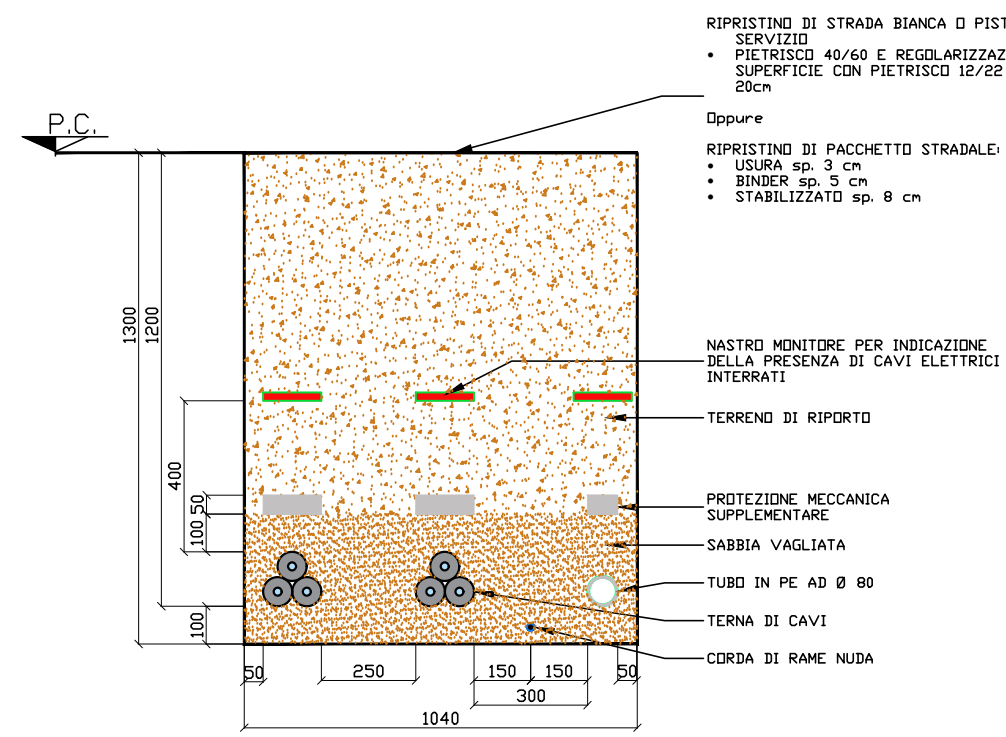 RIPRISTINO DI STRADA BIANCA O PIST
SERVIZIO
• PIETRISCO 40/60 E REGOLARIZZAZ
SUPERFICIE CON PIETRISCO 12/22
20cm
Oppure
RIPRISTINO DI PACCHETTO STRADALE:
• USURA sp. 3 cm
• BINDER sp. 5 cm
• STABILIZZATO sp. 8 cm
P.C.
1300
1200
NASTRO MONITORE PER INDICAZIONE
DELLA PRESENZA DI CAVI ELETTRICI
INTERRATI
TERRENO DI RIPORTO
400
50
100
PROTEZIONE MECCANICA
SUPPLEMENTARE
SABBIA VAGLIATA
TUBO IN PE AD Ø 80
TERNA DI CAVI
100
CORDA DI RAME NUDA
50
250
150
150
50
300
1040